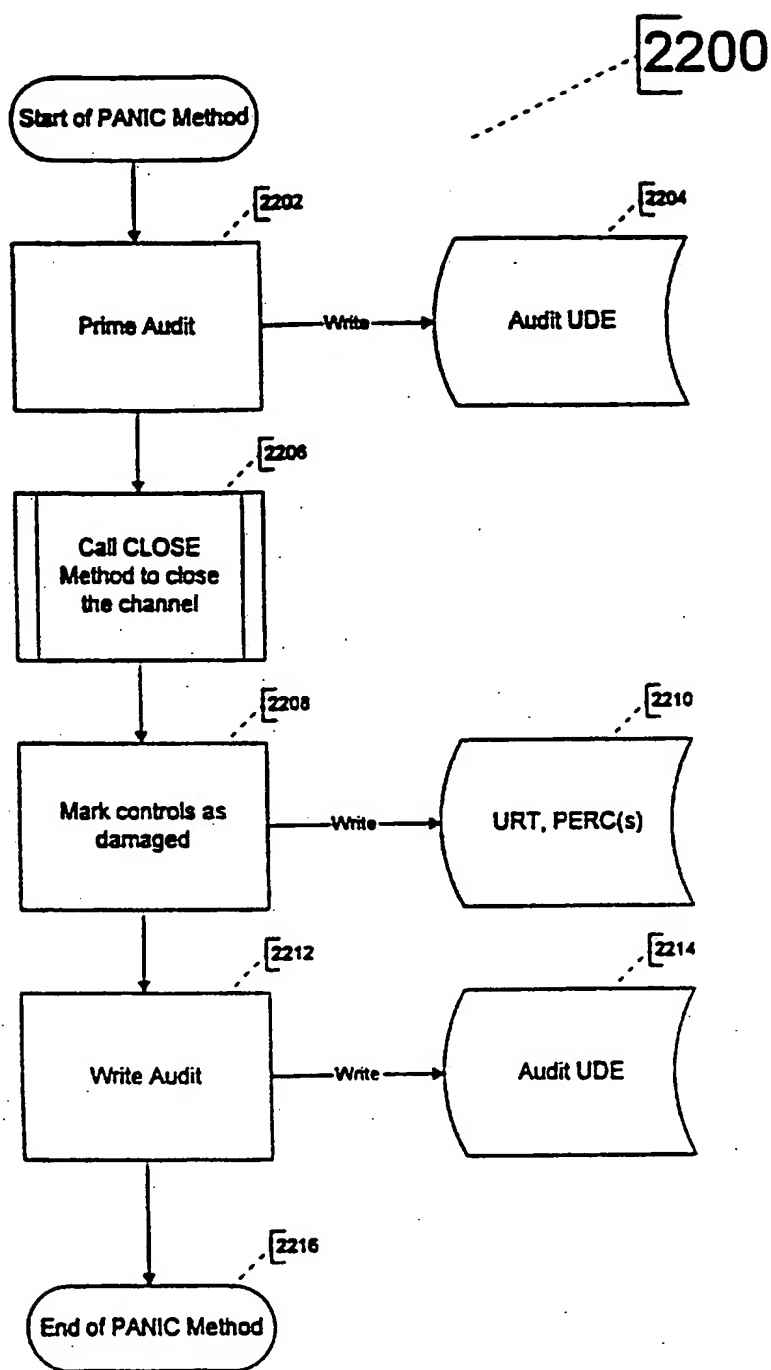 2200
Start of PANIC Method
2202
2204
Prime Audit
Write
Audit UDE
2206
Call CLOSE
Method to close
the channel
2208
2210
Mark controls as
damaged
Write
URT, PERC(s)
2212
2214
Write Audit
Write
Audit UDE
2216
End of PANIC Method